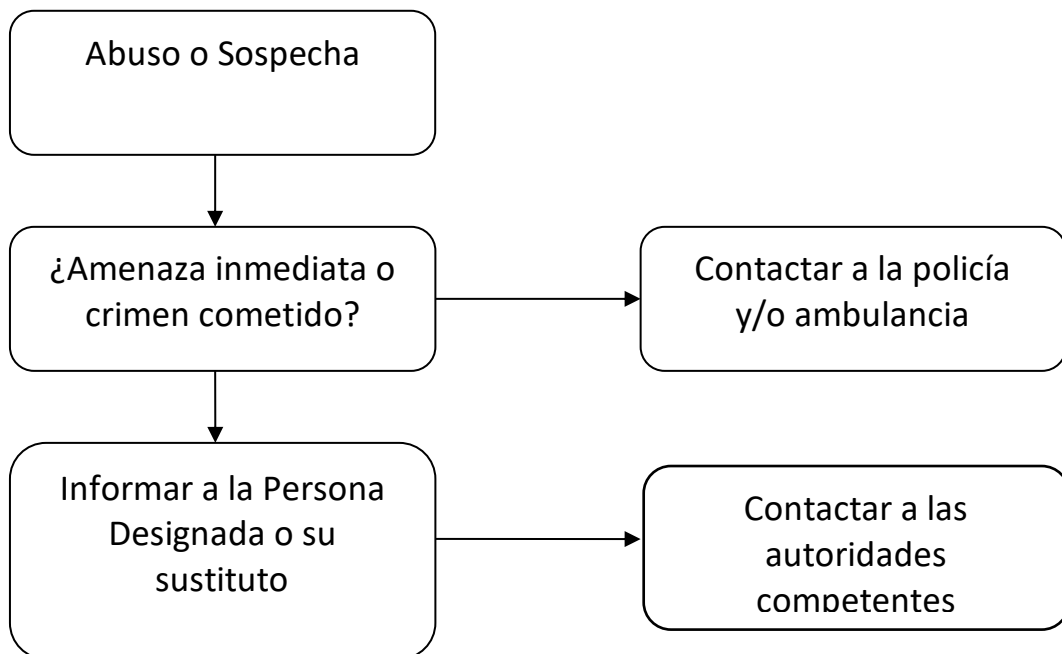 Abuso o Sospecha
¿Amenaza inmediata o
crimen cometido?
Contactar a la policía
y/o ambulancia
Informar a la Persona
Designada o su
sustituto
Contactar a las
autoridades
competentes